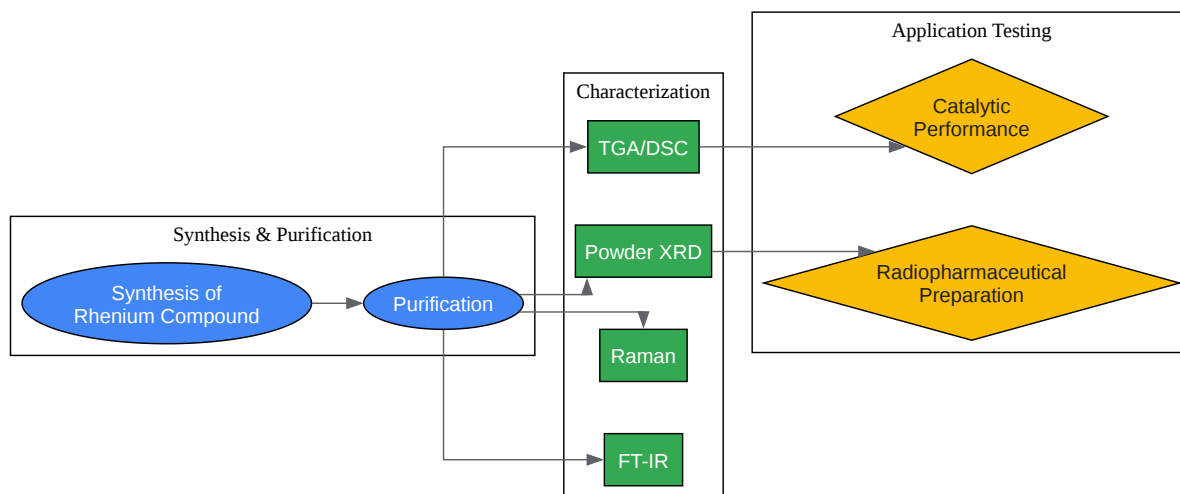 Synthesis & Purification
Synthesis of
Rhenium Compound
Purification
Characterization
TGA/DSC
Powder XRD
Raman
FT-IR
Application Testing
Catalytic
Performance
Radiopharmaceutical
Preparation